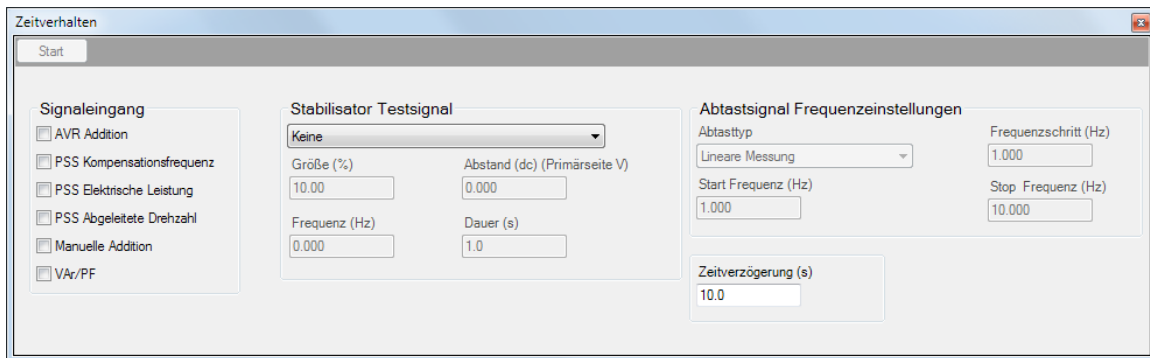 Zeitverhalten
Start
Signaleingang
AVR Addition
PSS Kompensationsfrequenz
PSS Elektrische Leistung
PSS Abgeleitete Drehzahl
Manuelle Addition
VAr/PF
Stabilisator Testsignal
Keine
Größe (%) Abstand (dc) (Primärseite V)
10.00 0.000
Frequenz (Hz) Dauer (s)
0.000 1.0
Abtastsignal Frequenzeinstellungen
Abtasttyp Frequenzschritt (Hz)
Lineare Messung 1.000
Start Frequenz (Hz) Stop Frequenz (Hz)
1.000 10.000
Zeitverzögerung (s)
10.0